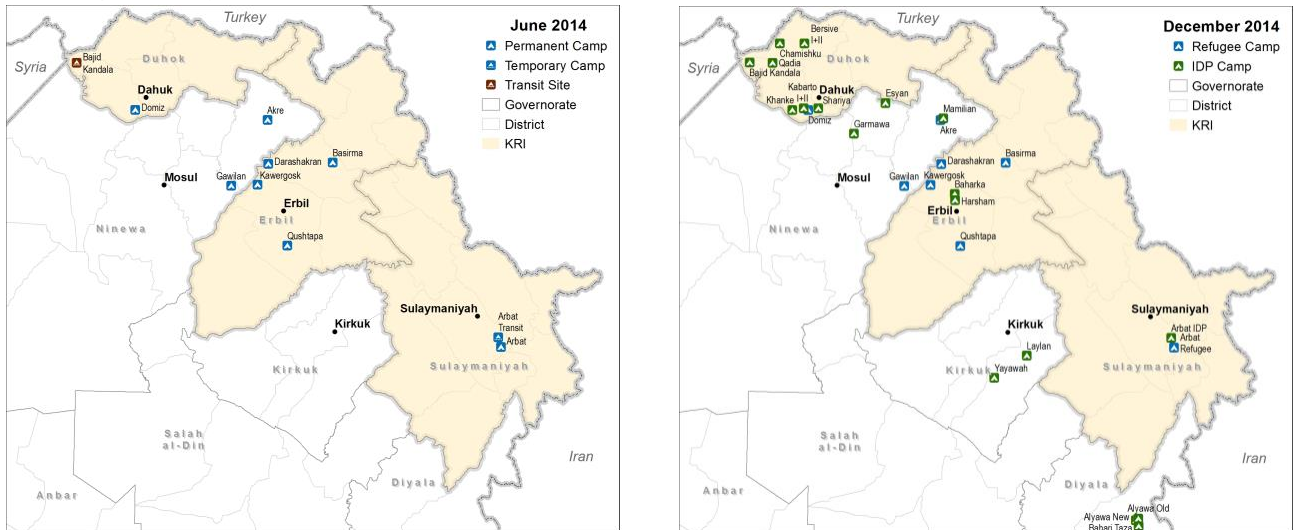 Turkey
June 2014
Permanent Camp
Temporary Camp
Transit Site
Governorate
District
KRI
Syria
Bajid
Kandala
Duhok
Dahuk
Domiz
Akre
Mosul
Gawilan
Darashakran
Kawergosk
Basirma
Erbil
Erbil
Ninewa
Qushtapa
Sulaymaniyah
Arbat
Transit
Arbat
Kirkuk
Kirkuk
Sulaymaniyah
Salah
al-Din
Iran
Diyala
Anbar
Turkey
December 2014
Refugee Camp
IDP Camp
Governorate
District
KRI
Syria
Bersive
I+II
Chamishku
Qadia
Bajid Kandala
Duhok
Kabarto
Dahuk
Khanke I+II
Shariya
Domiz
Esyan
Garmawa
Mamilian
Akre
Mosul
Gawilan
Darashakran
Kawergosk
Basirma
Baharka
Harsham
Erbil
Erbil
Ninewa
Qushtapa
Sulaymaniyah
Arbat IDP
Arbat
Refugee
Kirkuk
Laylan
Kirkuk
Yayawah
Sulaymaniyah
Salah
al-Din
Iran
Diyala
Anbar
Alyawa Old
Alyawa New
Bahari Taza